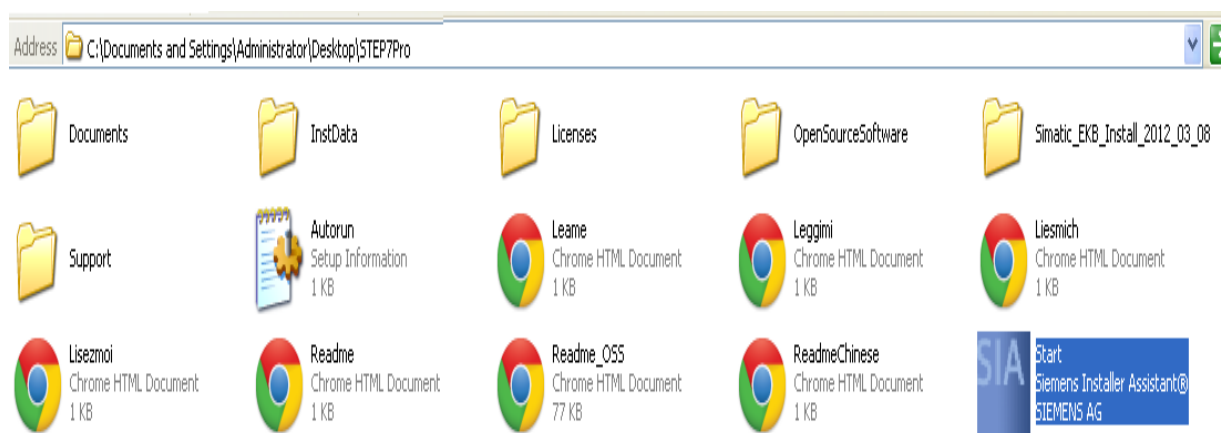 Address C:\Documents and Settings\Administrator\Desktop\STEP7Pro
Documents
InstData
Licenses
OpenSourceSoftware
Simatic_EKB_Install_2012_03_08
Support
Autorun
Setup Information
1 KB
Leame
Chrome HTML Document
1 KB
Leggimi
Chrome HTML Document
1 KB
Liesmich
Chrome HTML Document
1 KB
Lisezmoi
Chrome HTML Document
1 KB
Readme
Chrome HTML Document
1 KB
Readme_OSS
Chrome HTML Document
77 KB
ReadmeChinese
Chrome HTML Document
1 KB
SIA
Start
Siemens Installer Assistant®
SIEMENS AG